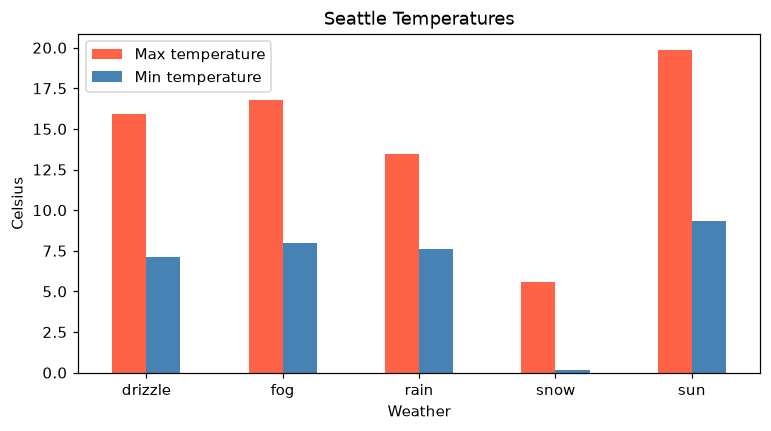 Seattle Temperatures
Max temperature
Min temperature
20.0
17.5
15.0
12.5
10.0
7.5
5.0
2.5
0.0
Celsius
drizzle fog rain snow sun
Weather